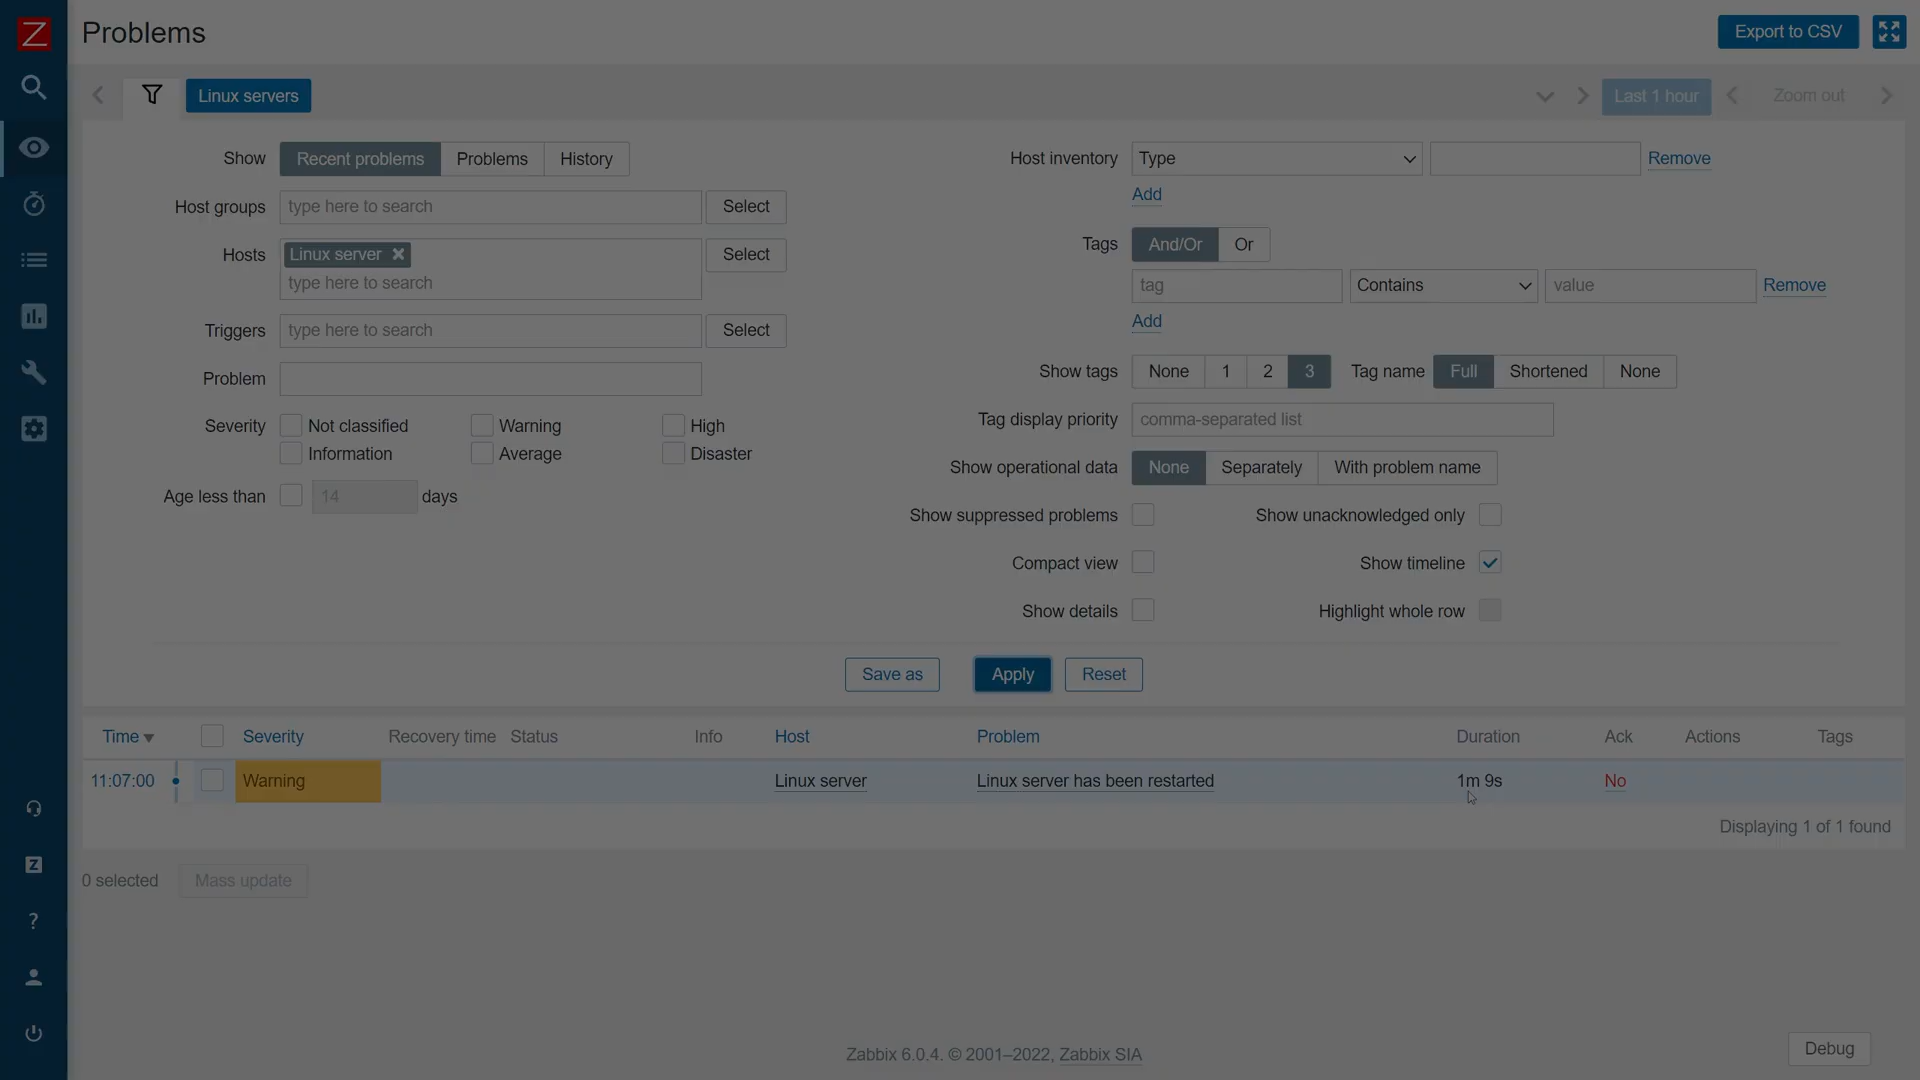 Z
Problems
Export to CSV
Linux servers
Last 1 hour
Zoom out
Show Recent problems Problems History
Host groups type here to search Select
Hosts Linux server Select
type here to search
Triggers type here to search Select
Problem
Severity Not classified Warning High
Information Average Disaster
Age less than 14 days
Host inventory Type Remove
Add
Tags And/Or Or
tag Contains value Remove
Add
Show tags None 1 2 3 Tag name Full Shortened None
Tag display priority comma-separated list
Show operational data None Separately With problem name
Show suppressed problems Show unacknowledged only
Compact view Show timeline
Show details Highlight whole row
Save as Apply Reset
Time Severity Recovery time Status Info Host Problem Duration Ack Actions Tags
11:07:00 Warning Linux server Linux server has been restarted 1m 9s No
Displaying 1 of 1 found
0 selected Mass update
Z
?
Zabbix 6.0.4. © 2001–2022, Zabbix SIA
Debug